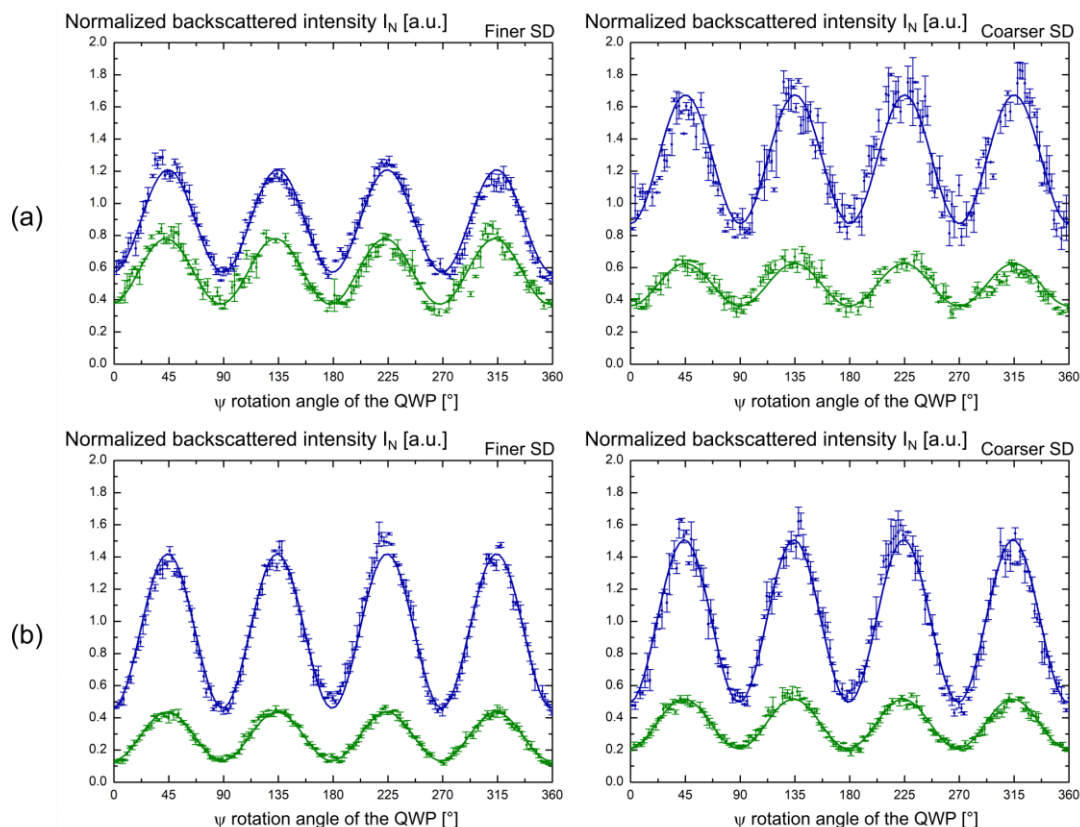 Normalized backscattered intensity I_N [a.u.]
Finer SD
2.0
1.8
1.6
1.4
1.2
1.0
0.8
0.6
0.4
0.2
0.0
0 45 90 135 180 225 270 315 360
ψ rotation angle of the QWP [°]
Normalized backscattered intensity I_N [a.u.]
Coarser SD
2.0
1.8
1.6
1.4
1.2
1.0
0.8
0.6
0.4
0.2
0.0
0 45 90 135 180 225 270 315 360
ψ rotation angle of the QWP [°]
(a)
Normalized backscattered intensity I_N [a.u.]
Finer SD
2.0
1.8
1.6
1.4
1.2
1.0
0.8
0.6
0.4
0.2
0.0
0 45 90 135 180 225 270 315 360
ψ rotation angle of the QWP [°]
Normalized backscattered intensity I_N [a.u.]
Coarser SD
2.0
1.8
1.6
1.4
1.2
1.0
0.8
0.6
0.4
0.2
0.0
0 45 90 135 180 225 270 315 360
ψ rotation angle of the QWP [°]
(b)